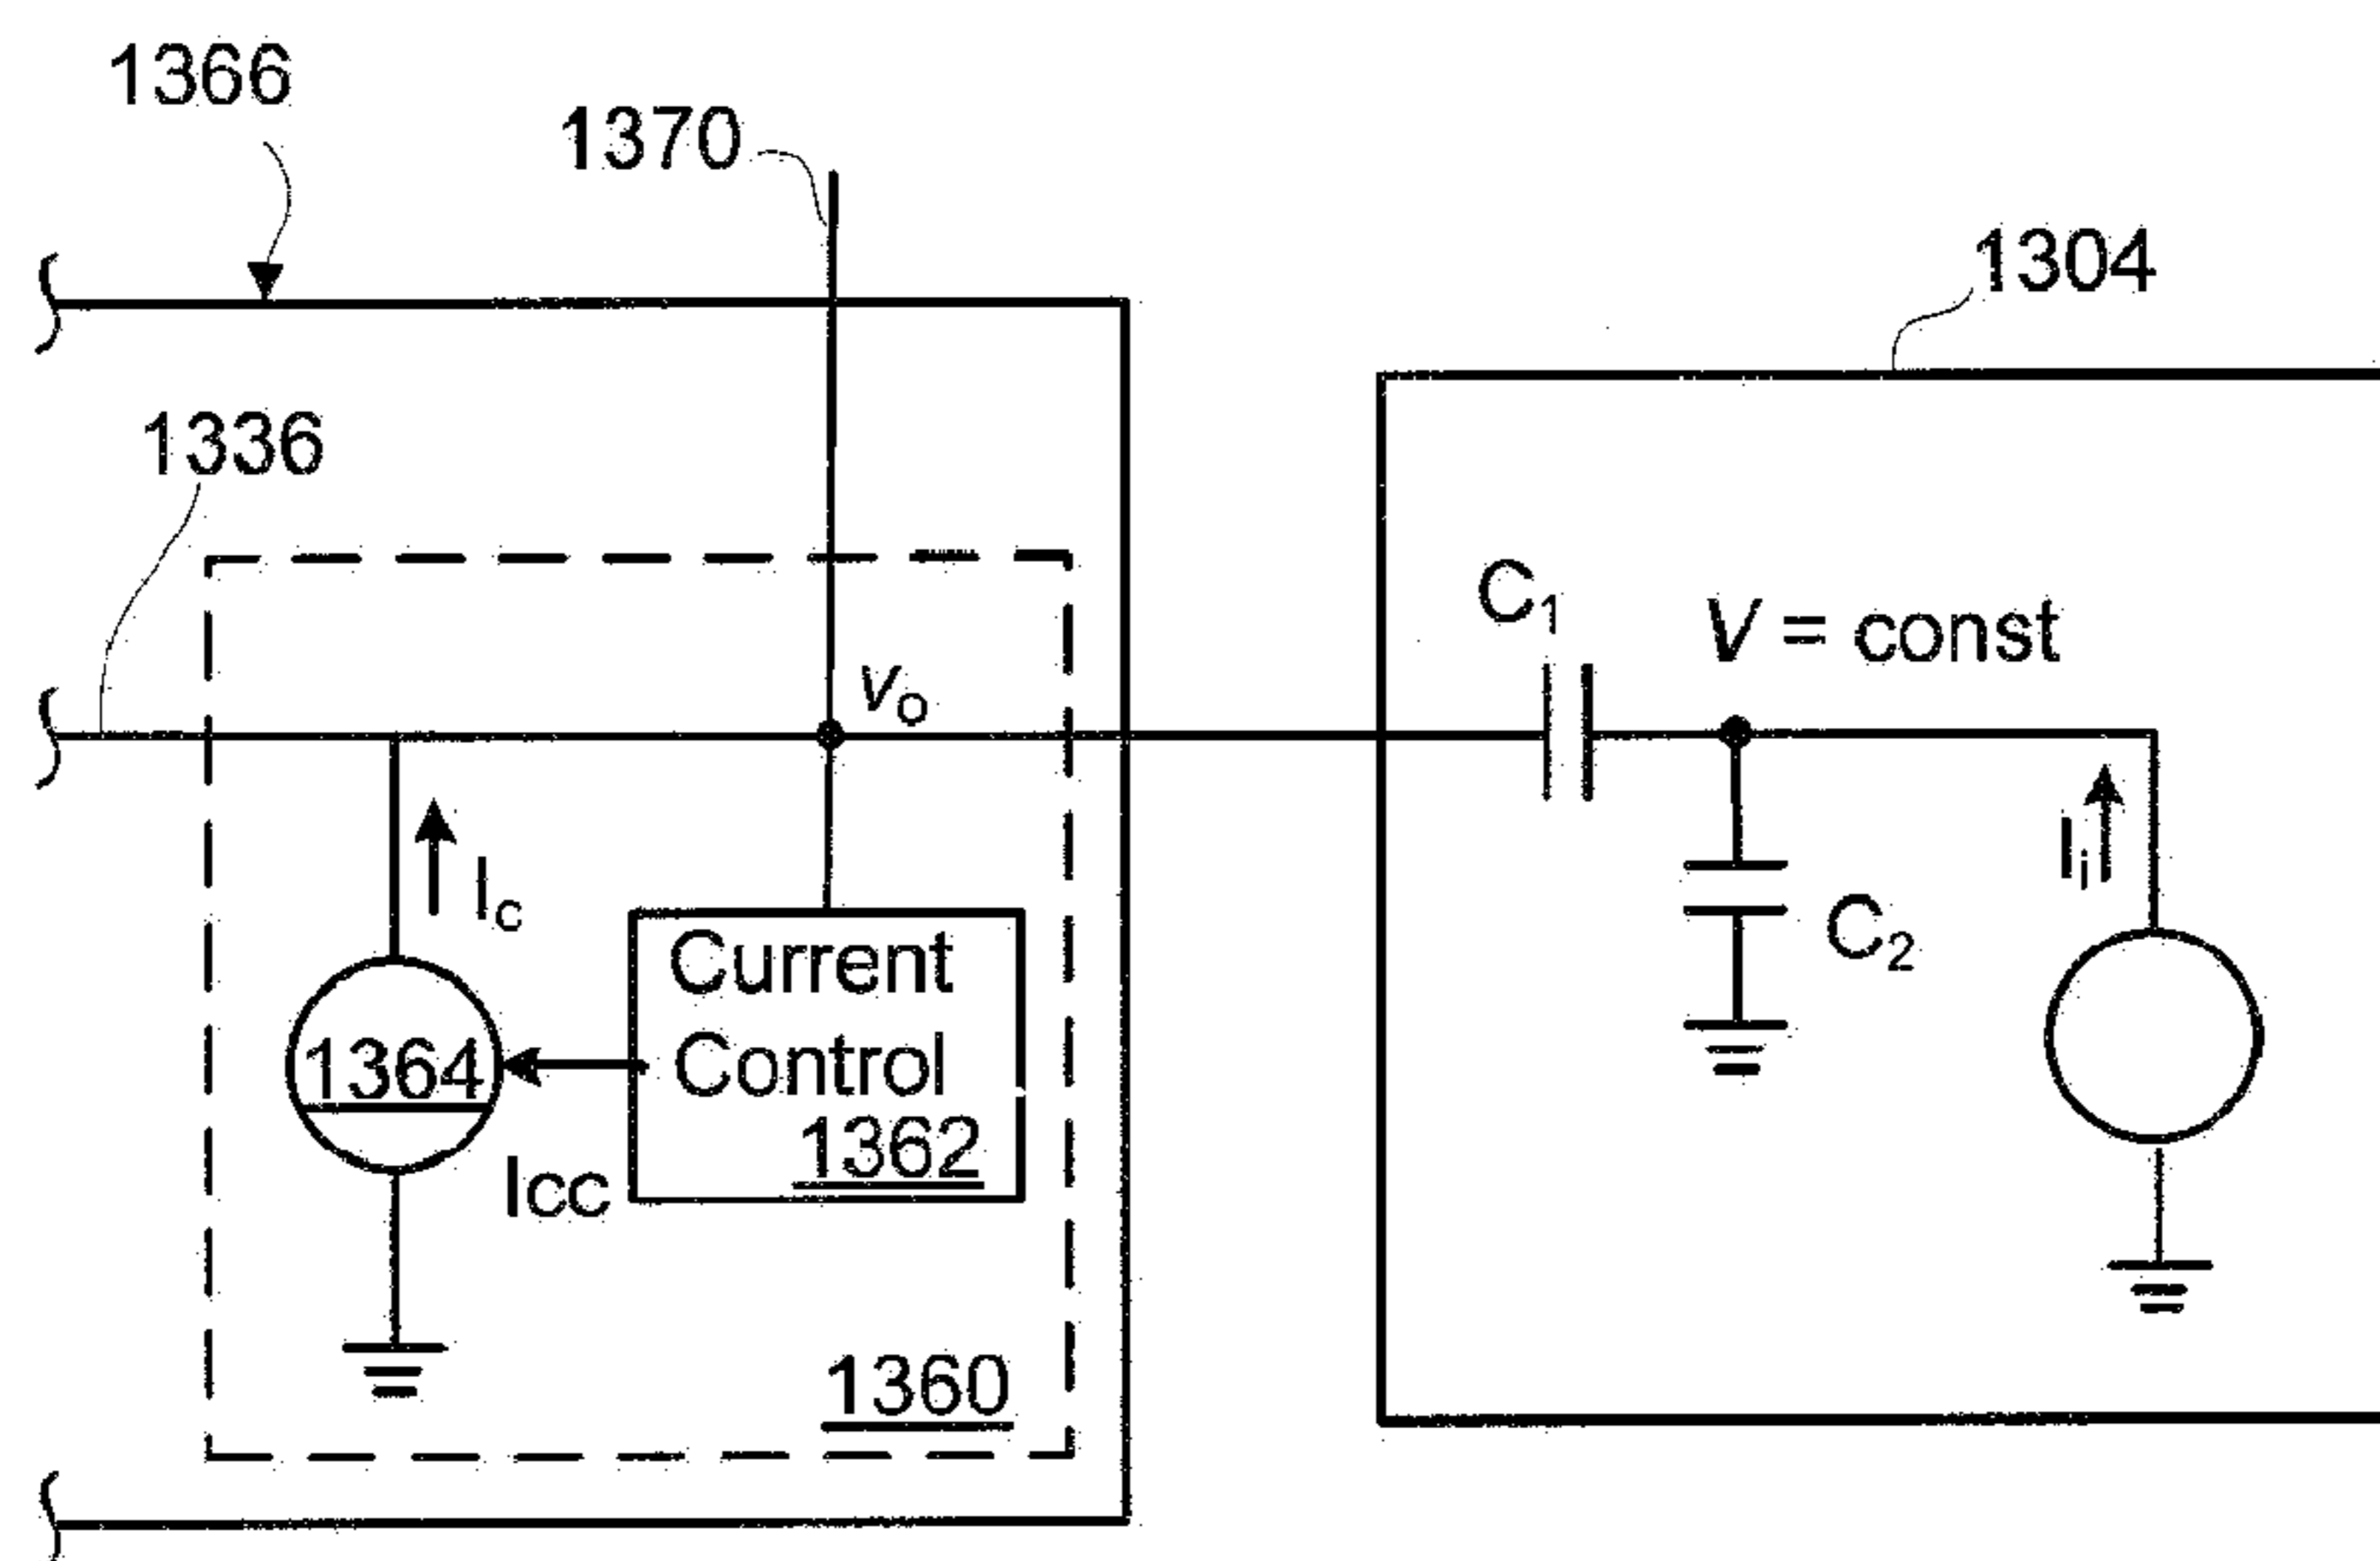 1366
1370
1304
1336
C1
V = const
vo
Ic
Ii
C2
Current
Control
1362
1364
Icc
1360